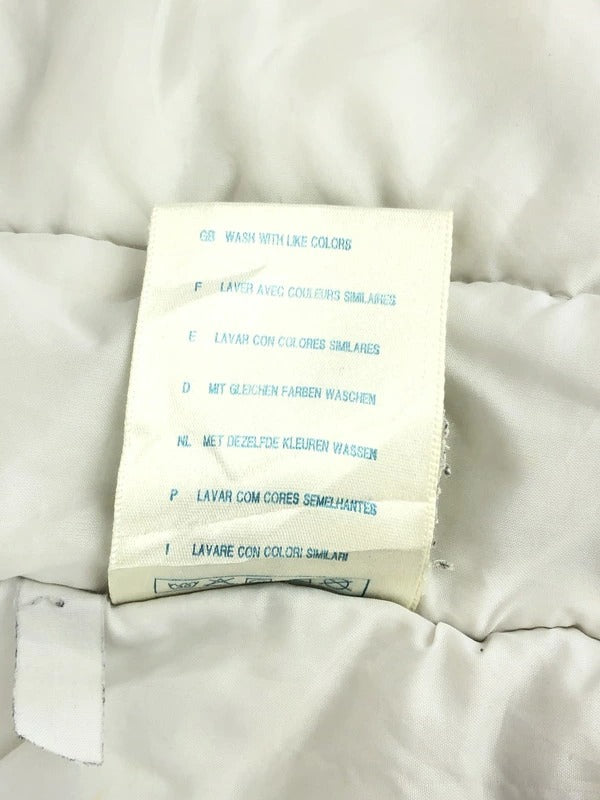 GB WASH WITH LIKE COLORS
F LAVER AVEC COULEURS SIMILAIRES
E LAVAR CON COLORES SIMILARES
D MIT GLEICHEN FARBEN WASCHEN
NL MET DEZELFDE KLEUREN WASSEN
P LAVAR COM CORES SEMELHANTES
I LAVARE CON COLORI SIMILARI